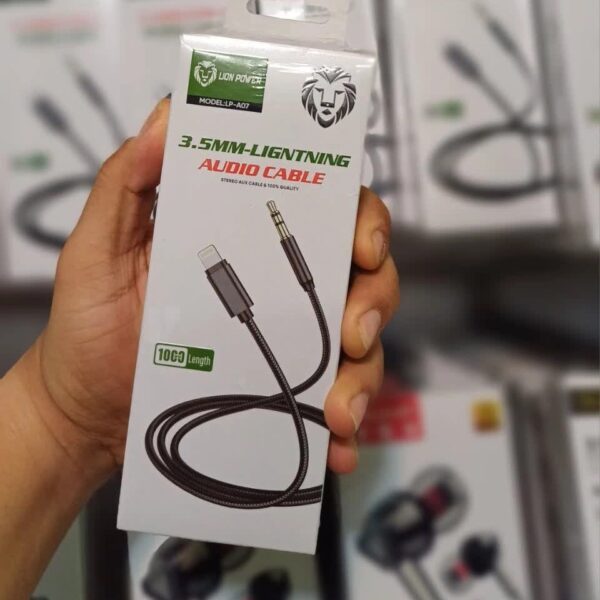 LION POWER
MODEL:LP-A07
3.5MM-LIGNTNING
AUDIO CABLE
STEREO AUX CABLE & 100% QUALITY
1000 Length